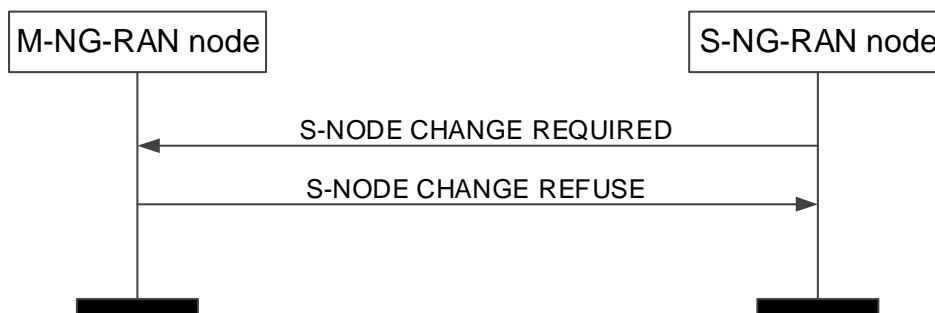 M-NG-RAN node
S-NG-RAN node
S-NODE CHANGE REQUIRED
S-NODE CHANGE REFUSE